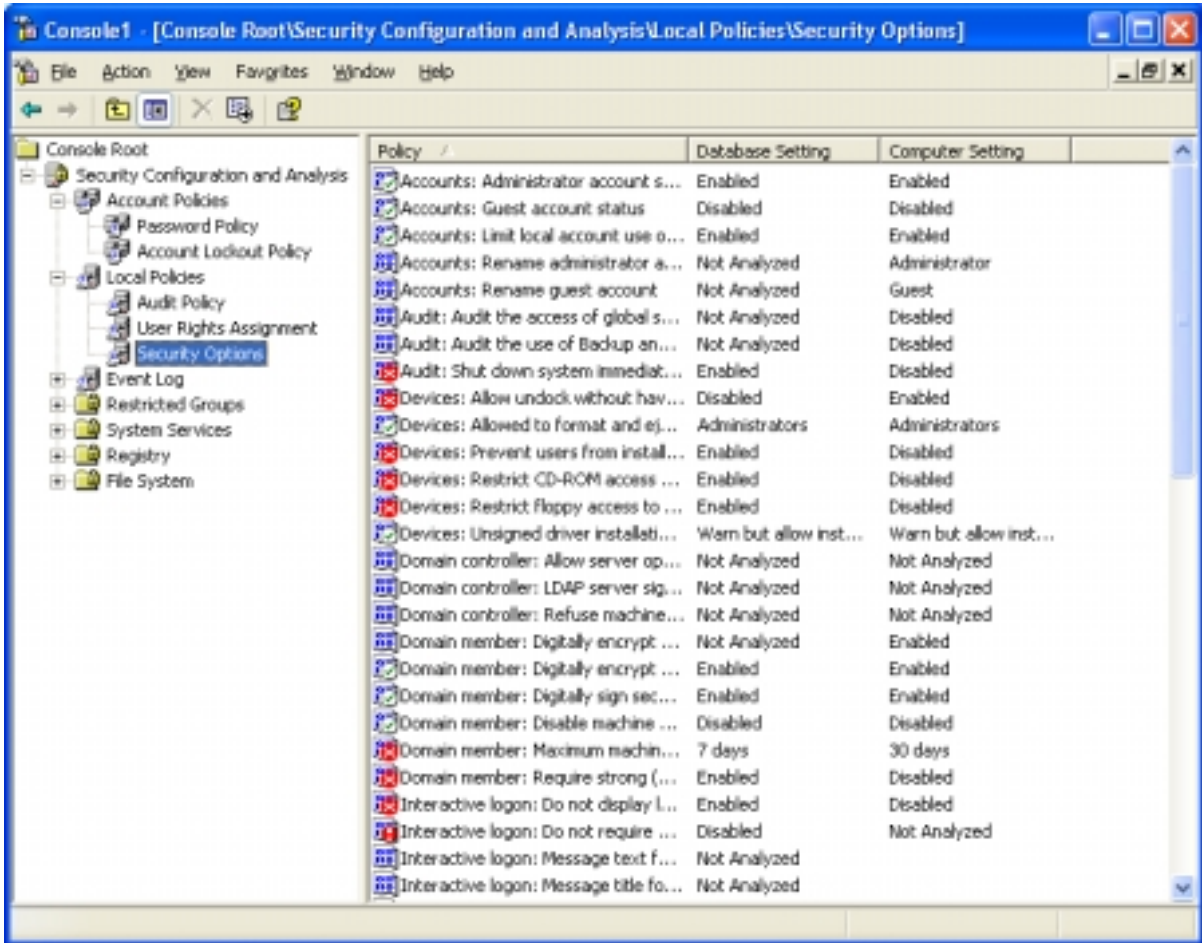 Console1 - [Console Root\Security Configuration and Analysis\Local Policies\Security Options]
File Action View Favorites Window Help
Console Root
Security Configuration and Analysis
Account Policies
Password Policy
Account Lockout Policy
Local Policies
Audit Policy
User Rights Assignment
Security Options
Event Log
Restricted Groups
System Services
Registry
File System
Policy Database Setting Computer Setting
Accounts: Administrator account s... Enabled Enabled
Accounts: Guest account status Disabled Disabled
Accounts: Limit local account use o... Enabled Enabled
Accounts: Rename administrator a... Not Analyzed Administrator
Accounts: Rename guest account Not Analyzed Guest
Audit: Audit the access of global s... Not Analyzed Disabled
Audit: Audit the use of Backup an... Not Analyzed Disabled
Audit: Shut down system immediat... Enabled Disabled
Devices: Allow undock without hav... Disabled Enabled
Devices: Allowed to format and ej... Administrators Administrators
Devices: Prevent users from install... Enabled Disabled
Devices: Restrict CD-ROM access ... Enabled Disabled
Devices: Restrict floppy access to ... Enabled Disabled
Devices: Unsigned driver installati... Warn but allow inst... Warn but allow inst...
Domain controller: Allow server op... Not Analyzed Not Analyzed
Domain controller: LDAP server sig... Not Analyzed Not Analyzed
Domain controller: Refuse machine... Not Analyzed Not Analyzed
Domain member: Digitally encrypt ... Not Analyzed Enabled
Domain member: Digitally encrypt ... Enabled Enabled
Domain member: Digitally sign sec... Enabled Enabled
Domain member: Disable machine ... Disabled Disabled
Domain member: Maximum machin... 7 days 30 days
Domain member: Require strong (... Enabled Disabled
Interactive logon: Do not display l... Enabled Disabled
Interactive logon: Do not require ... Disabled Not Analyzed
Interactive logon: Message text f... Not Analyzed
Interactive logon: Message title fo... Not Analyzed